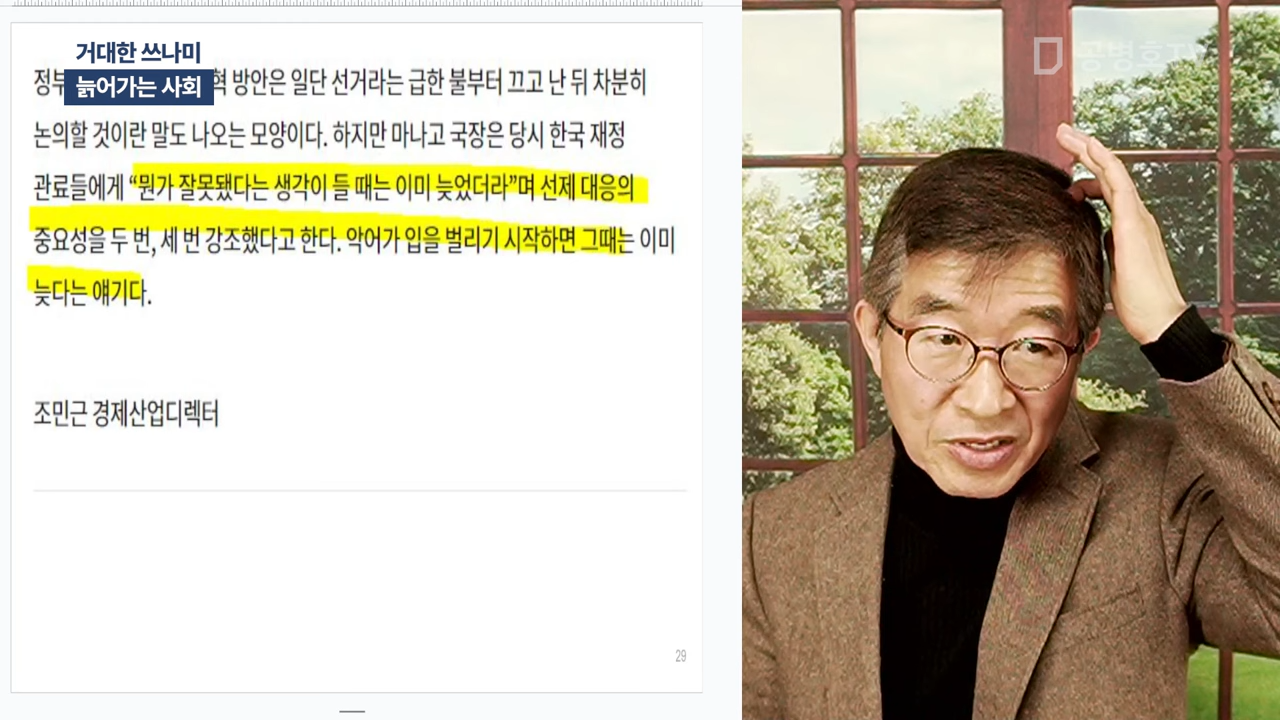 거대한 쓰나미
늙어가는 사회
정부 혁 방안은 일단 선거라는 급한 불부터 끄고 난 뒤 차분히
논의할 것이란 말도 나오는 모양이다. 하지만 마나고 국장은 당시 한국 재정
관료들에게 “뭔가 잘못됐다는 생각이 들 때는 이미 늦었더라”며 선제 대응의
중요성을 두 번, 세 번 강조했다고 한다. 악어가 입을 벌리기 시작하면 그때는 이미
늦다는 얘기다.
조민근 경제산업디렉터
29
공병호TV